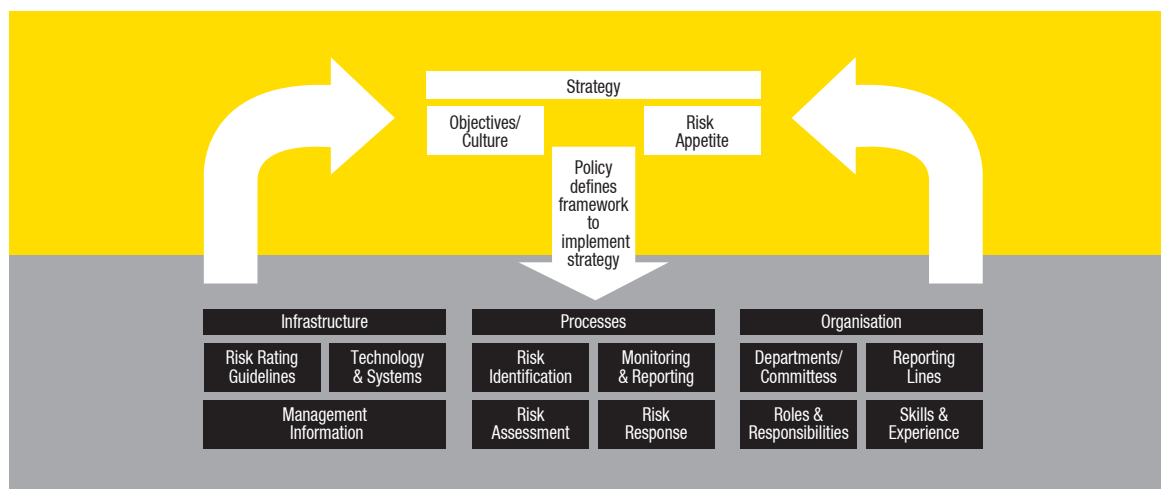 Strategy
Objectives/
Culture
Risk
Appetite
Policy
defines
framework
to
implement
strategy
Infrastructure
Risk Rating
Guidelines
Technology
& Systems
Management
Information
Processes
Risk
Identification
Monitoring
& Reporting
Risk
Assessment
Risk
Response
Organisation
Departments/
Committess
Reporting
Lines
Roles &
Responsibilities
Skills &
Experience